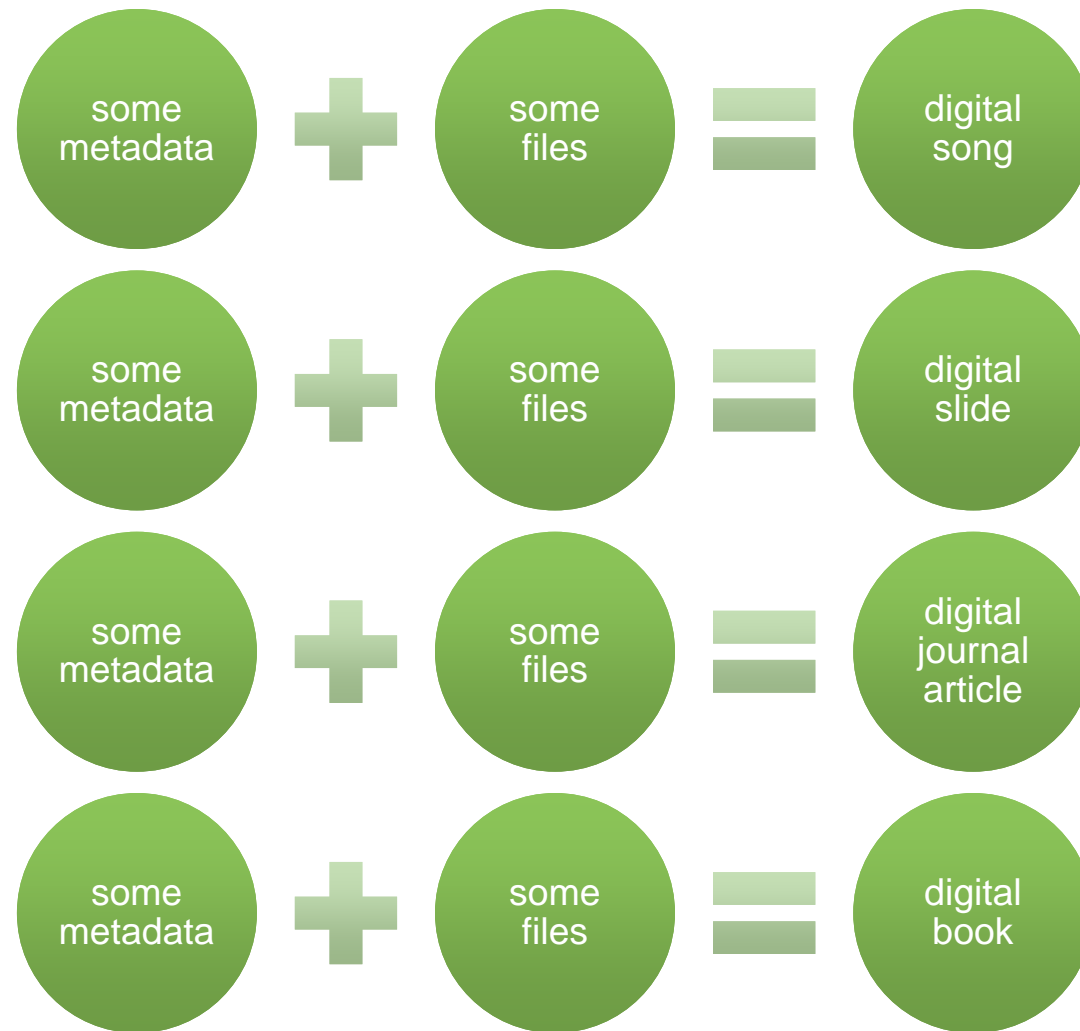 some
metadata
some
files
digital
song
some
metadata
some
files
digital
slide
some
metadata
some
files
digital
journal
article
some
metadata
some
files
digital
book